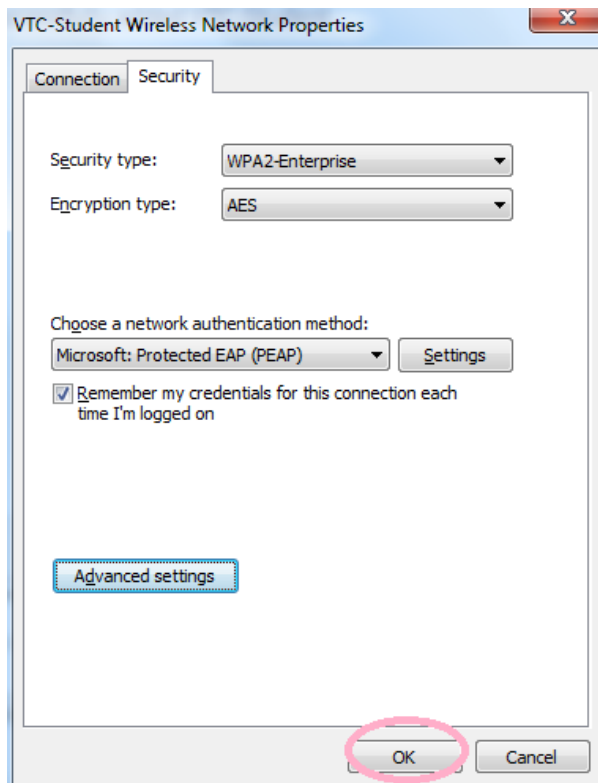 VTC-Student Wireless Network Properties
x
Connection Security
Security type: WPA2-Enterprise
Encryption type: AES
Choose a network authentication method:
Microsoft: Protected EAP (PEAP) Settings
Remember my credentials for this connection each
time I'm logged on
Advanced settings
OK Cancel